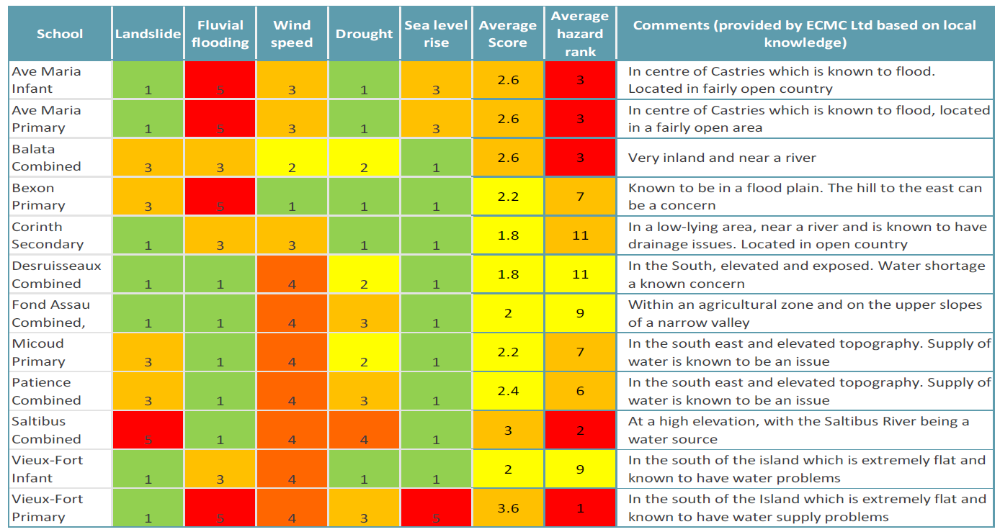 School Landslide Fluvial flooding Wind speed Drought Sea level rise Average Score Average hazard rank Comments (provided by ECMC Ltd based on local knowledge)
Ave Maria
Infant
1 5 3 1 3 2.6 3
In centre of Castries which is known to flood.
Located in fairly open country
Ave Maria
Primary
1 5 3 1 3 2.6 3
In centre of Castries which is known to flood, located
in a fairly open area
Balata
Combined
3 3 2 2 1 2.6 3
Very inland and near a river
Bexon
Primary
3 5 1 1 1 2.2 7
Known to be in a flood plain. The hill to the east can
be a concern
Corinth
Secondary
1 3 3 1 1 1.8 11
In a low-lying area, near a river and is known to have
drainage issues. Located in open country
Desruisseaux
Combined
1 1 4 2 1 1.8 11
In the South, elevated and exposed. Water shortage
a known concern
Fond Assau
Combined,
1 1 4 3 1 2 9
Within an agricultural zone and on the upper slopes
of a narrow valley
Micoud
Primary
3 1 4 2 1 2.2 7
In the south east and elevated topography. Supply of
water is known to be an issue
Patience
Combined
3 1 4 3 1 2.4 6
In the south east and elevated topography. Supply of
water is known to be an issue
Saltibus
Combined
5 1 4 4 1 3 2
At a high elevation, with the Saltibus River being a
water source
Vieux-Fort
Infant
1 3 4 1 1 2 9
In the south of the island which is extremely flat and
known to have water problems
Vieux-Fort
Primary
1 5 4 3 5 3.6 1
In the south of the Island which is extremely flat and
known to have water supply problems